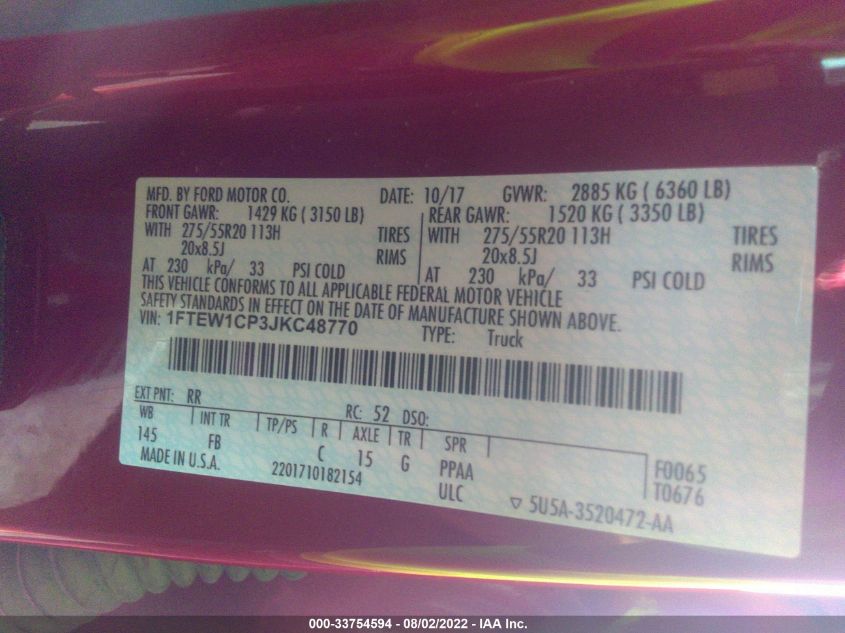 MFD. BY FORD MOTOR CO. DATE: 10/17 GVWR: 2885 KG ( 6360 LB)
FRONT GAWR: 1429 KG ( 3150 LB) REAR GAWR: 1520 KG ( 3350 LB)
WITH 275/55R20 113H TIRES WITH 275/55R20 113H TIRES
20x8.5J RIMS 20x8.5J RIMS
AT 230 kPa/ 33 PSI COLD AT 230 kPa/ 33 PSI COLD
THIS VEHICLE CONFORMS TO ALL APPLICABLE FEDERAL MOTOR VEHICLE
SAFETY STANDARDS IN EFFECT ON THE DATE OF MANUFACTURE SHOWN ABOVE.
VIN: 1FTEW1CP3JKC48770 TYPE: Truck
EXT PNT: RR RC: 52 DSO:
WB INT TR TP/PS R AXLE TR SPR
145 FB C 15 G PPAA F0065
MADE IN U.S.A. 2201710182154 ULC T0676
▽ 5U5A-3520472-AA
000-33754594 - 08/02/2022 - IAA Inc.